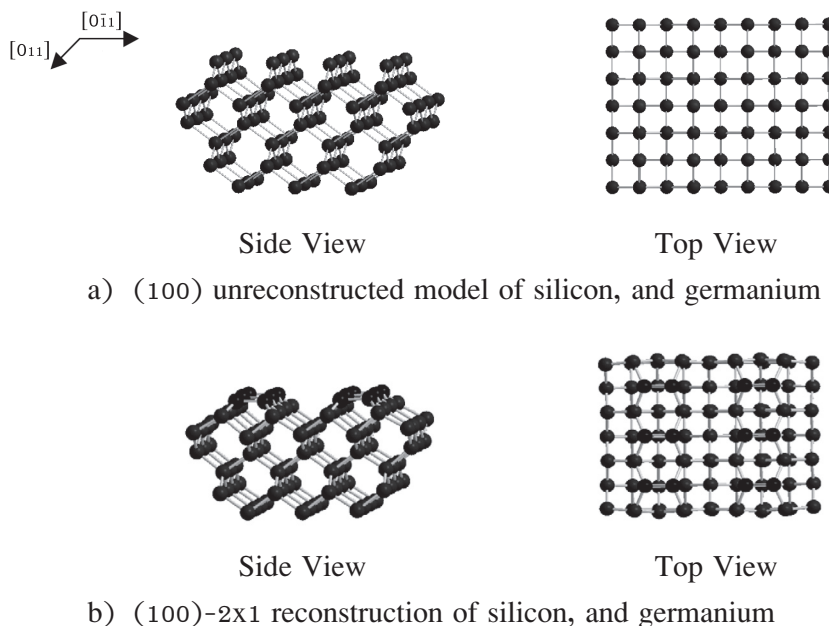 [01̄1]
[011]
Side View Top View
a) (100) unreconstructed model of silicon, and germanium
Side View Top View
b) (100)-2x1 reconstruction of silicon, and germanium